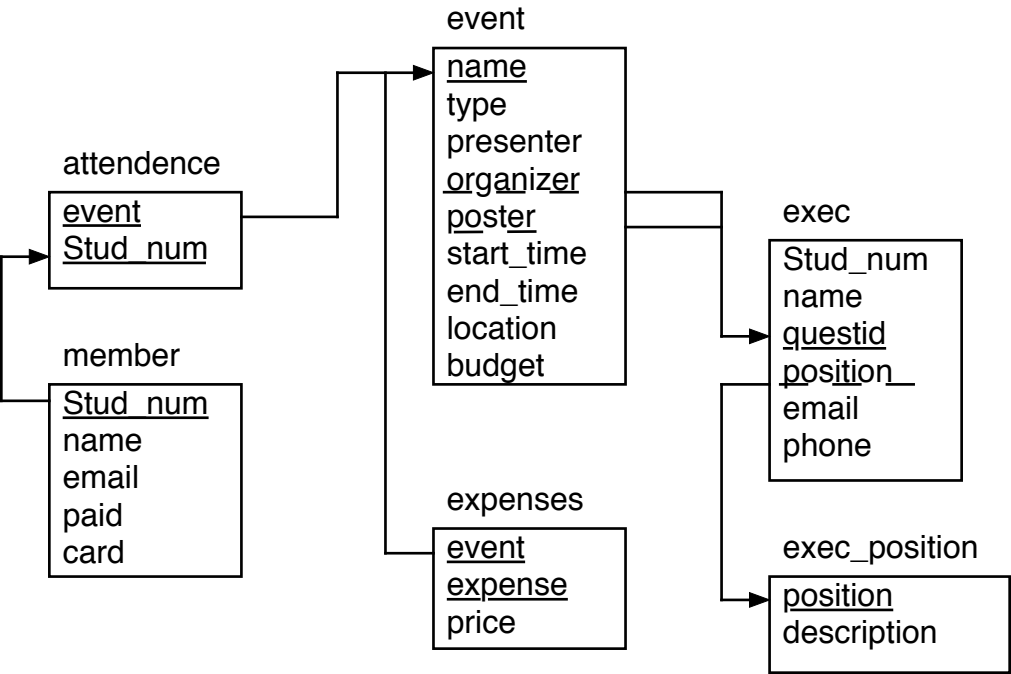 event
name
type
presenter
organizer
poster
start_time
end_time
location
budget
attendence
event
Stud_num
member
Stud_num
name
email
paid
card
expenses
event
expense
price
exec
Stud_num
name
questid
position
email
phone
exec_position
position
description